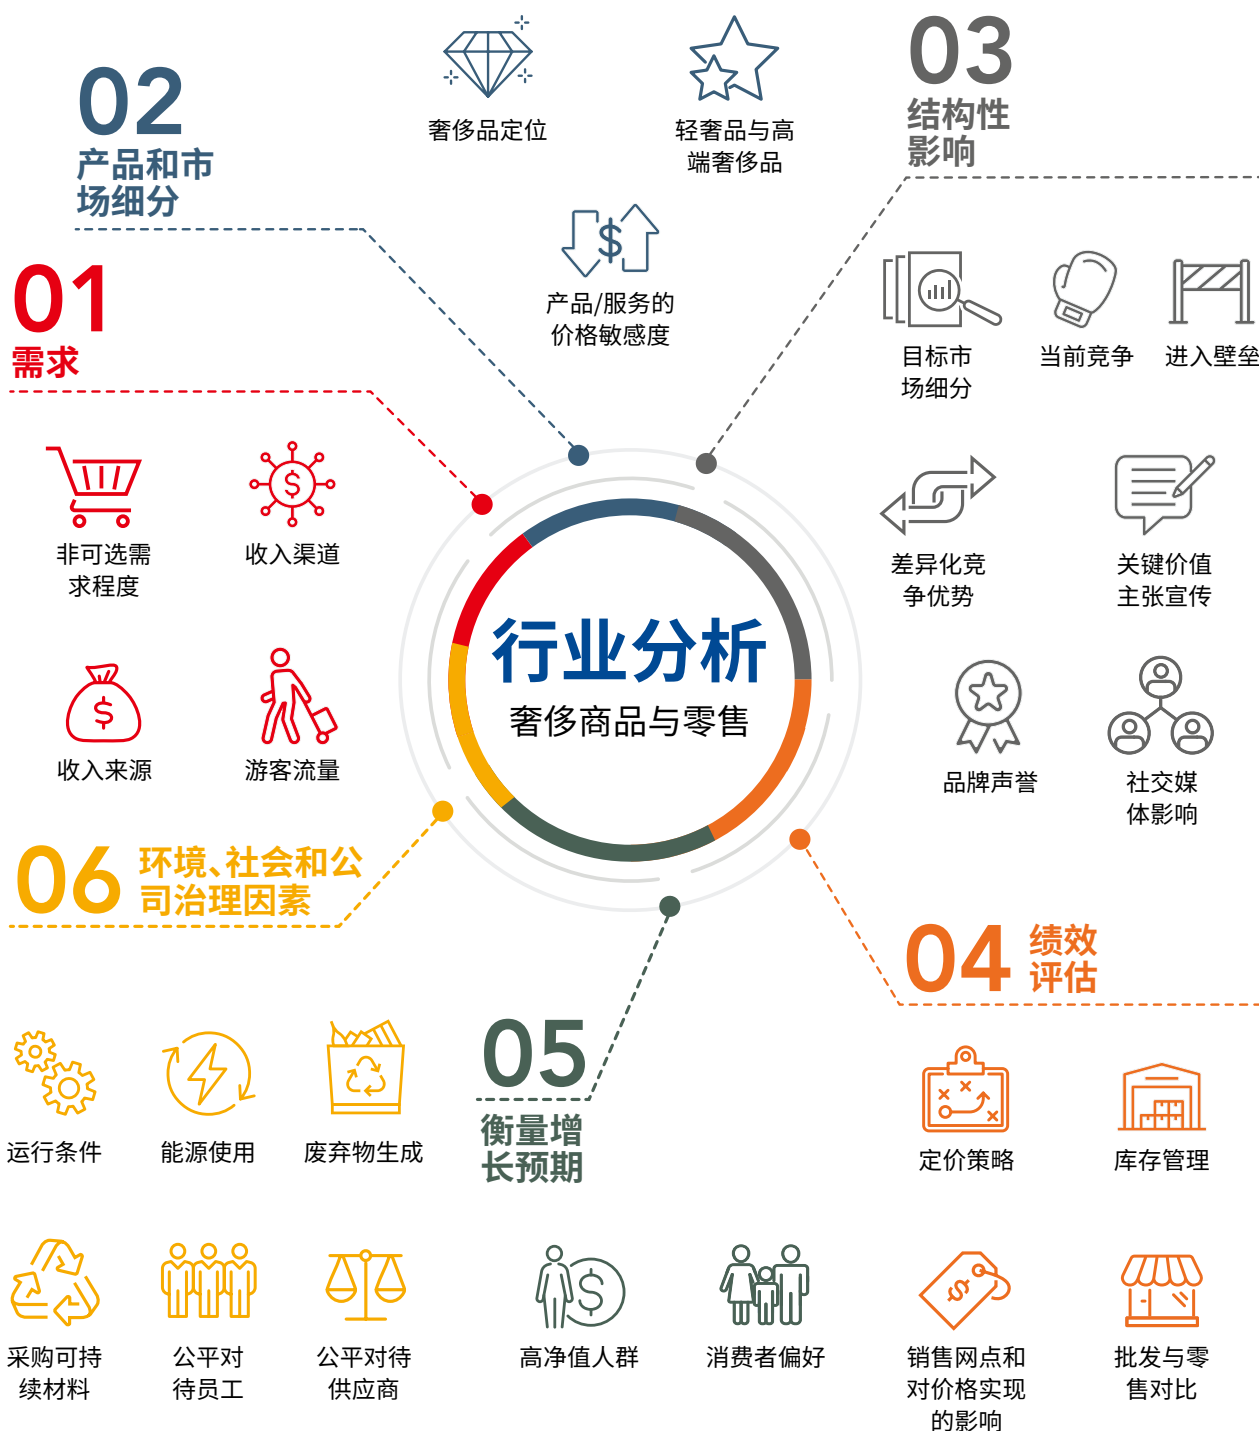 行业分析
奢侈商品与零售
01
需求
非可选需
求程度
收入渠道
$
收入来源
$
游客流量
02
产品和市
场细分
奢侈品定位
轻奢品与高
端奢侈品
$
产品/服务的
价格敏感度
03
结构性
影响
目标市
场细分
当前竞争
进入壁垒
差异化竞
争优势
关键价值
主张宣传
品牌声誉
社交媒
体影响
04
绩效
评估
定价策略
库存管理
$
销售网点和
对价格实现
的影响
批发与零
售对比
05
衡量增
长预期
$
高净值人群
消费者偏好
06
环境、社会和公
司治理因素
运行条件
能源使用
废弃物生成
采购可持
续材料
公平对
待员工
公平对待
供应商